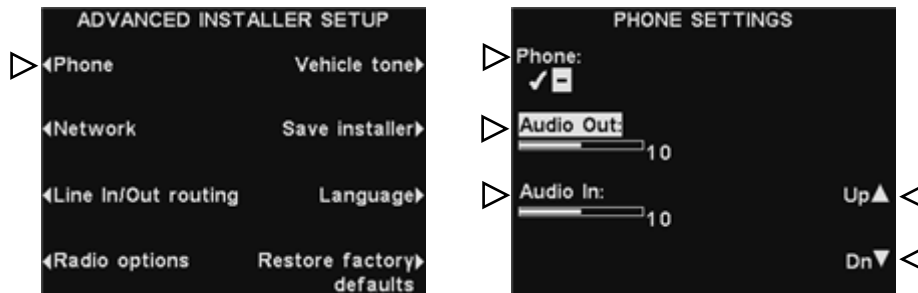 ADVANCED INSTALLER SETUP
Phone
Vehicle tone
Network
Save installer
Line In/Out routing
Language
Radio options
Restore factory
defaults
PHONE SETTINGS
Phone:
✓ –
Audio Out:
10
Audio In:
10
Up▲
Dn▼